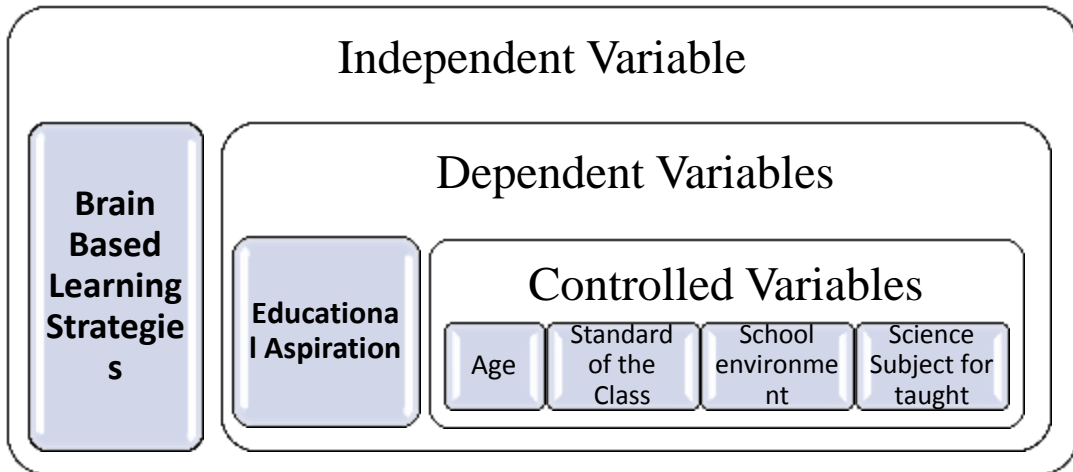 Independent Variable
Brain
Based
Learning
Strategie
s
Dependent Variables
Educationa
l Aspiration
Controlled Variables
Age
Standard
of the
Class
School
environme
nt
Science
Subject for
taught